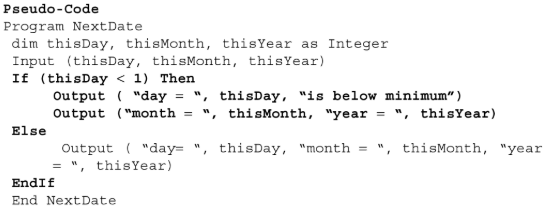 Pseudo-Code
Program NextDate
dim thisDay, thisMonth, thisYear as Integer
Input (thisDay, thisMonth, thisYear)
If (thisDay < 1) Then
Output ( “day = “, thisDay, “is below minimum”)
Output (“month = “, thisMonth, “year = “, thisYear)
Else
Output ( “day= “, thisDay, “month = “, thisMonth, “year
= “, thisYear)
EndIf
End NextDate